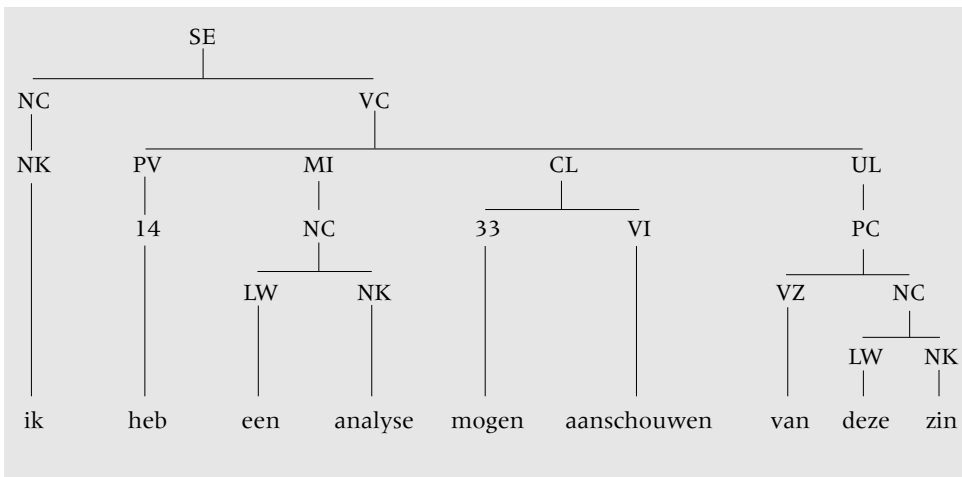 SE
NC VC
NK PV MI CL UL
14 NC 33 VI PC
LW NK VZ NC
LW NK
ik heb een analyse mogen aanschouwen van deze zin